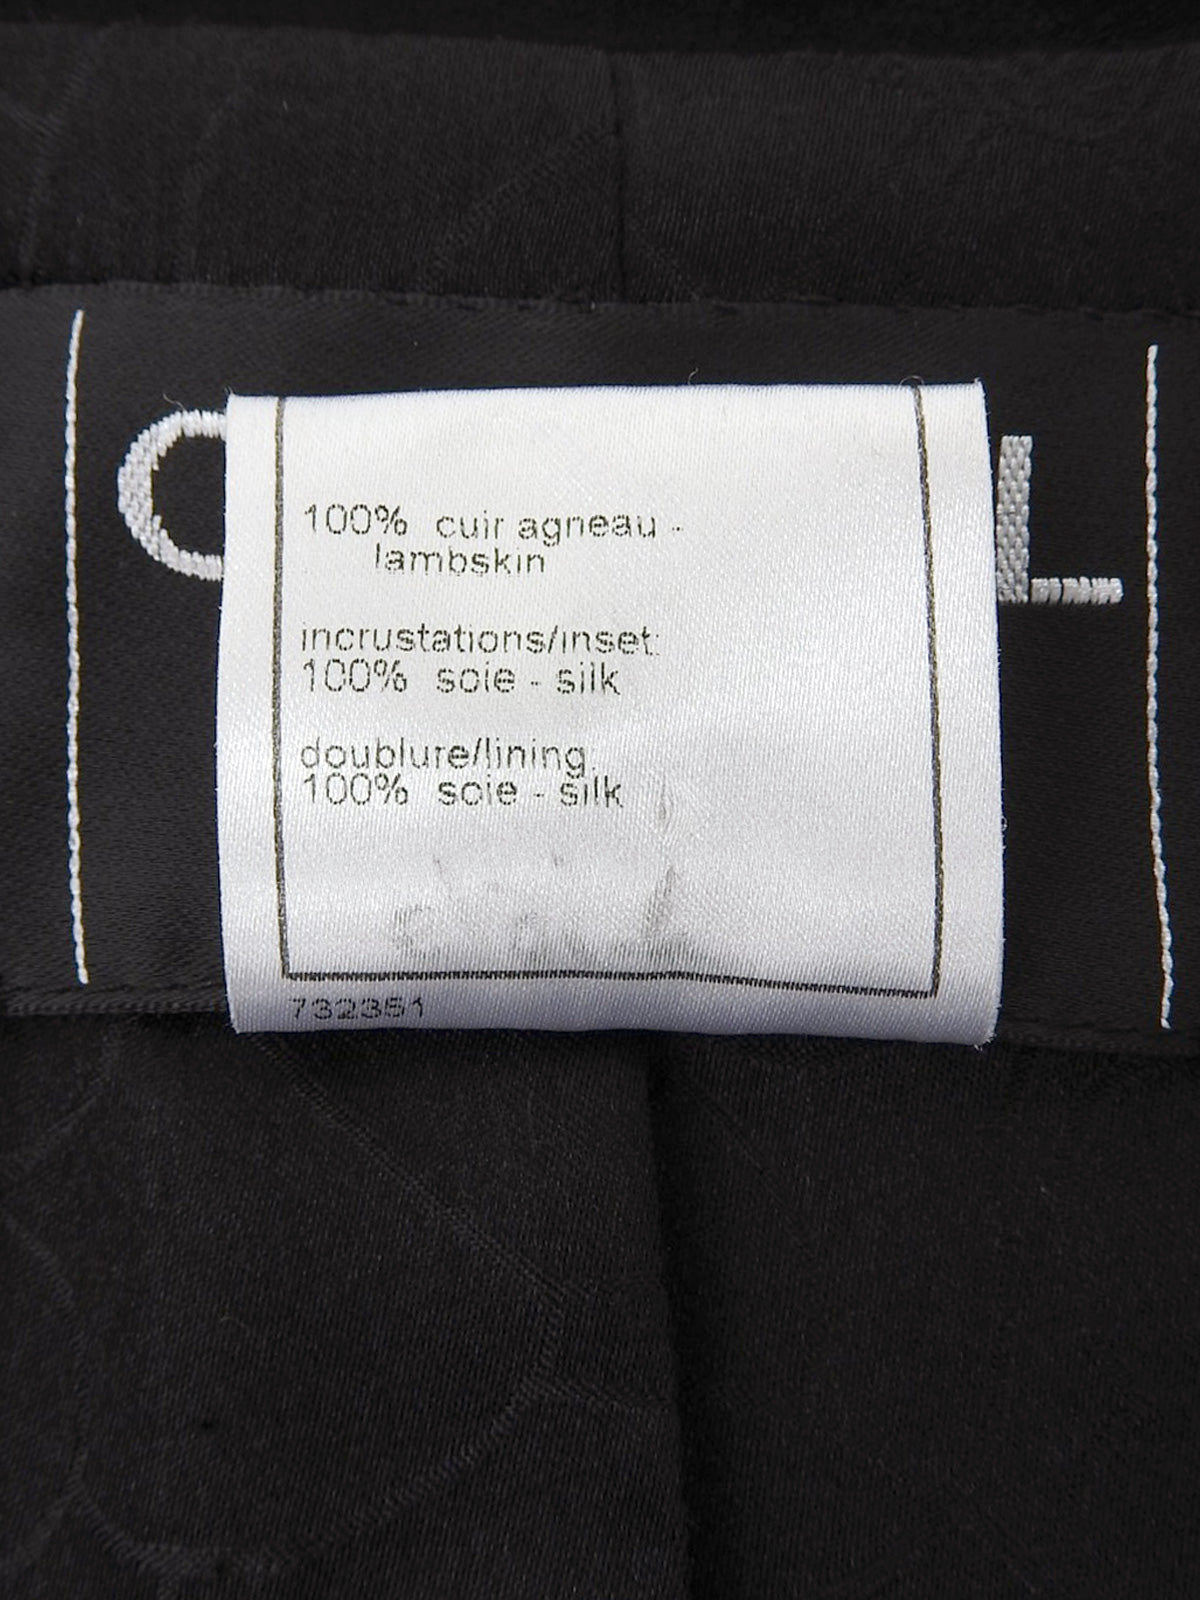 C L
100% cuir agneau -
lambskin
incrustations/inset:
100% soie - silk
doublure/lining:
100% soie - silk
732351